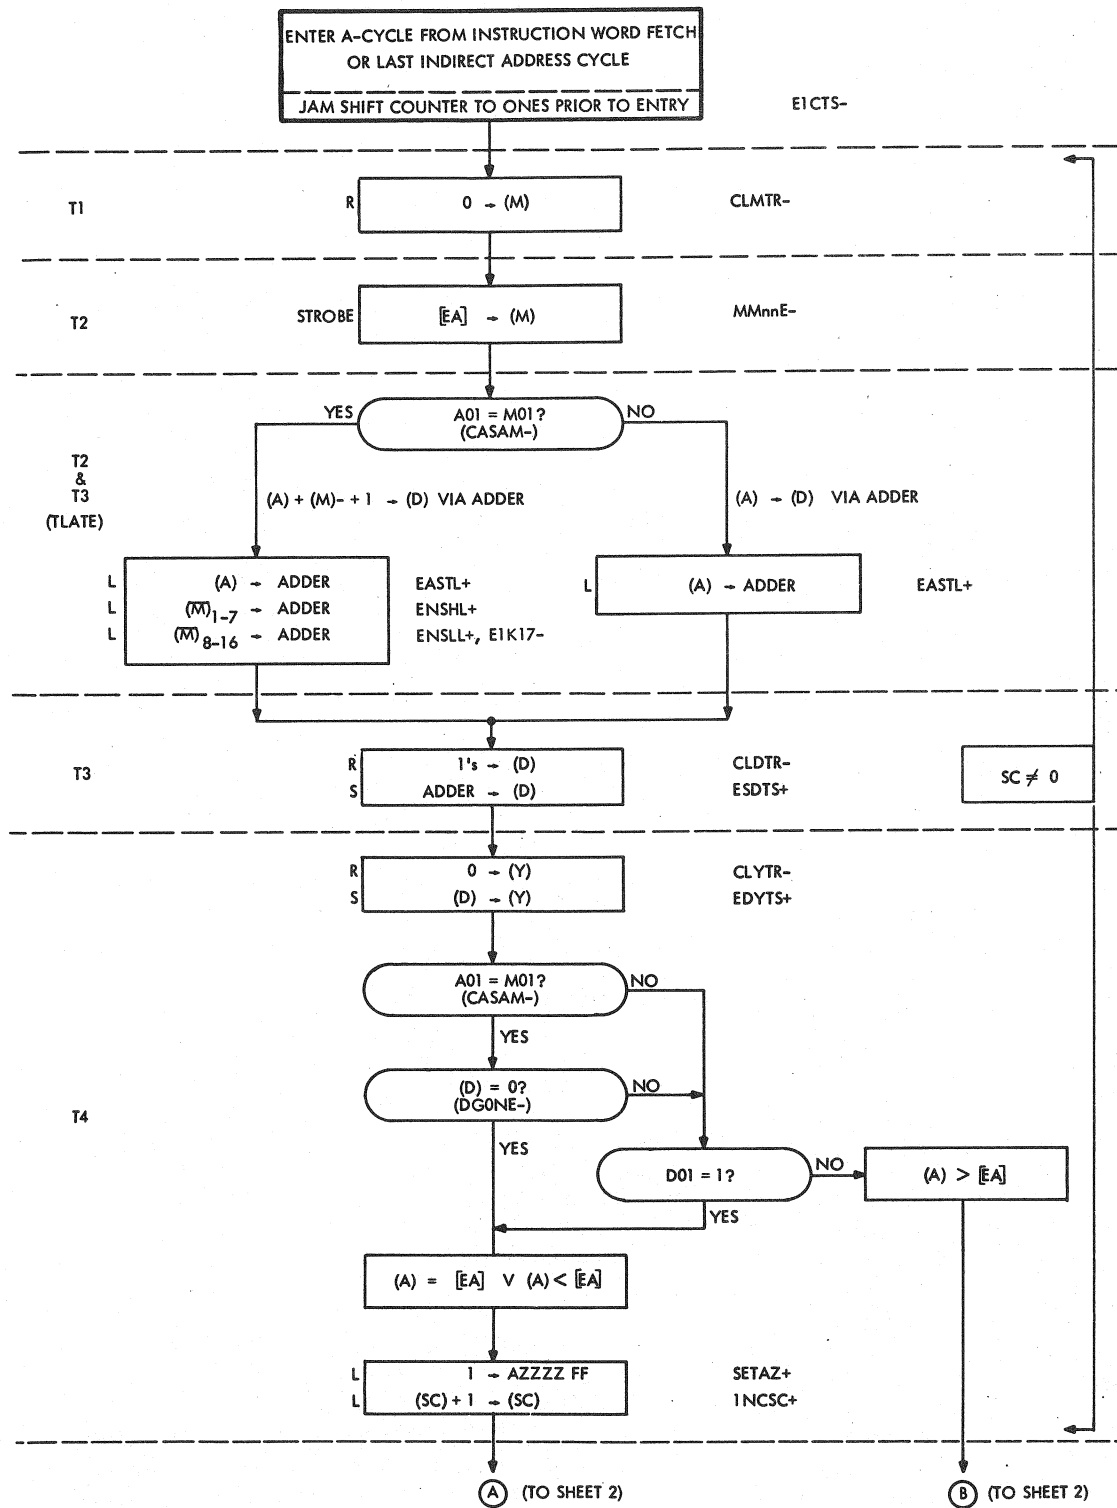 ENTER A-CYCLE FROM INSTRUCTION WORD FETCH
OR LAST INDIRECT ADDRESS CYCLE
JAM SHIFT COUNTER TO ONES PRIOR TO ENTRY
E1CTS-
T1
R
0 → (M)
CLMTR-
T2
STROBE
[EA] → (M)
MMnnE-
T2
&
T3
(TLATE)
YES
A01 = M01?
(CASAM-)
NO
(A) + (M)- + 1 → (D) VIA ADDER
(A) → (D) VIA ADDER
L (A) → ADDER EASTL+
L (M̅)1-7 → ADDER ENSHL+
L (M̅)8-16 → ADDER ENSLL+, E1K17-
L (A) → ADDER EASTL+
T3
R 1's → (D) CLDTR-
S ADDER → (D) ESDTS+
SC ≠ 0
T4
R 0 → (Y) CLYTR-
S (D) → (Y) EDYTS+
A01 = M01?
(CASAM-)
NO
YES
(D) = 0?
(DG0NE-)
NO
YES
D01 = 1?
NO
YES
(A) > [EA]
(A) = [EA] V (A) < [EA]
L 1 → AZZZZ FF SETAZ+
L (SC) + 1 → (SC) 1NCSC+
A (TO SHEET 2)
B (TO SHEET 2)